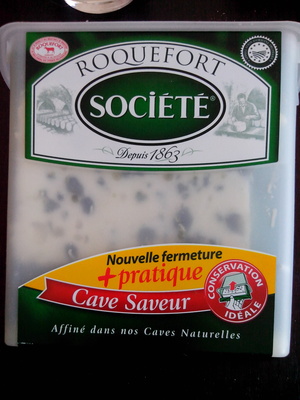 ROQUEFORT
SOCIÉTÉ
Depuis 1863
Nouvelle fermeture
+ pratique
Cave Saveur
CONSERVATION
IDÉALE
Affiné dans nos Caves Naturelles